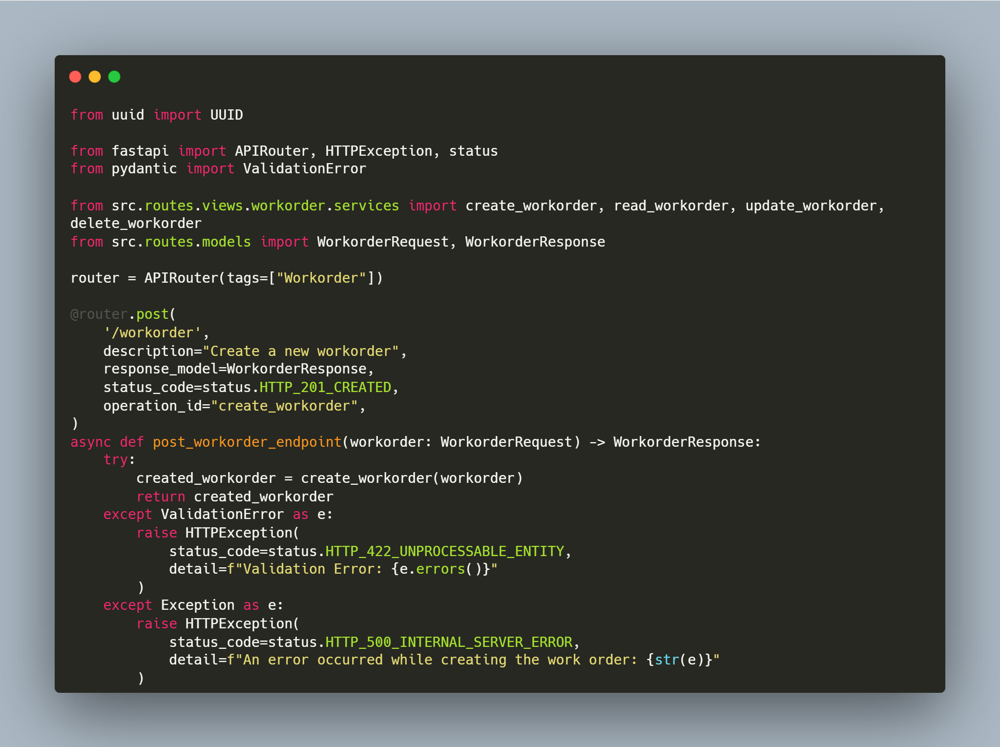 from uuid import UUID

from fastapi import APIRouter, HTTPException, status
from pydantic import ValidationError

from src.routes.views.workorder.services import create_workorder, read_workorder, update_workorder,
delete_workorder
from src.routes.models import WorkorderRequest, WorkorderResponse

router = APIRouter(tags=["Workorder"])

@router.post(
    '/workorder',
    description="Create a new workorder",
    response_model=WorkorderResponse,
    status_code=status.HTTP_201_CREATED,
    operation_id="create_workorder",
)
async def post_workorder_endpoint(workorder: WorkorderRequest) -> WorkorderResponse:
    try:
        created_workorder = create_workorder(workorder)
        return created_workorder
    except ValidationError as e:
        raise HTTPException(
            status_code=status.HTTP_422_UNPROCESSABLE_ENTITY,
            detail=f"Validation Error: {e.errors()}"
        )
    except Exception as e:
        raise HTTPException(
            status_code=status.HTTP_500_INTERNAL_SERVER_ERROR,
            detail=f"An error occurred while creating the work order: {str(e)}"
        )